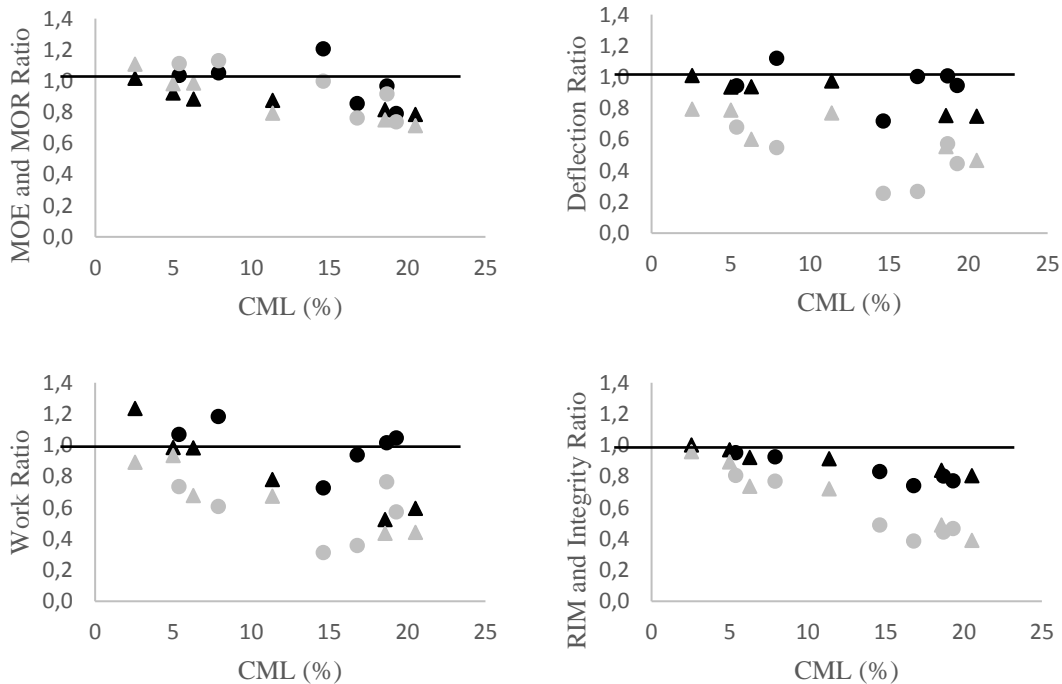 MOE and MOR Ratio
1,4
1,2
1,0
0,8
0,6
0,4
0,2
0,0
0 5 10 15 20 25
CML (%)
Deflection Ratio
1,4
1,2
1,0
0,8
0,6
0,4
0,2
0,0
0 5 10 15 20 25
CML (%)
Work Ratio
1,4
1,2
1,0
0,8
0,6
0,4
0,2
0,0
0 5 10 15 20 25
CML (%)
RIM and Integrity Ratio
1,4
1,2
1,0
0,8
0,6
0,4
0,2
0,0
0 5 10 15 20 25
CML (%)